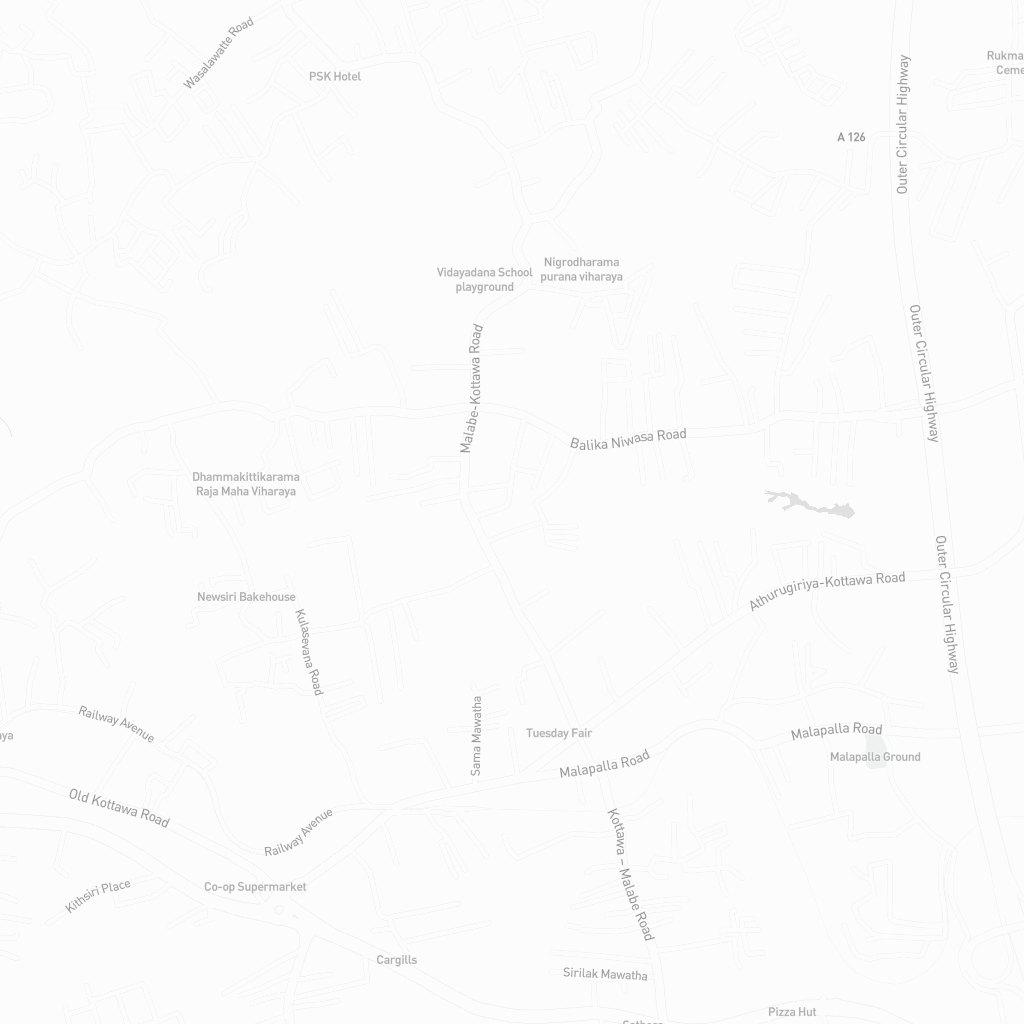 Wasalawatte Road
PSK Hotel
Outer Circular Highway
A 126
Vidayadana School
playground
Nigrodharama
purana viharaya
Malabe-Kottawa Road
Outer Circular Highway
Balika Niwasa Road
Dhammakittikarama
Raja Maha Viharaya
Outer Circular Highway
Athurugiriya-Kottawa Road
Newsiri Bakehouse
Kulasevana Road
Railway Avenue
Sama Mawatha
Tuesday Fair
Malapalla Road
Malapalla Ground
Malapalla Road
Old Kottawa Road
Railway Avenue
Kottawa – Malabe Road
Kithsiri Place
Co-op Supermarket
Cargills
Sirilak Mawatha
Pizza Hut